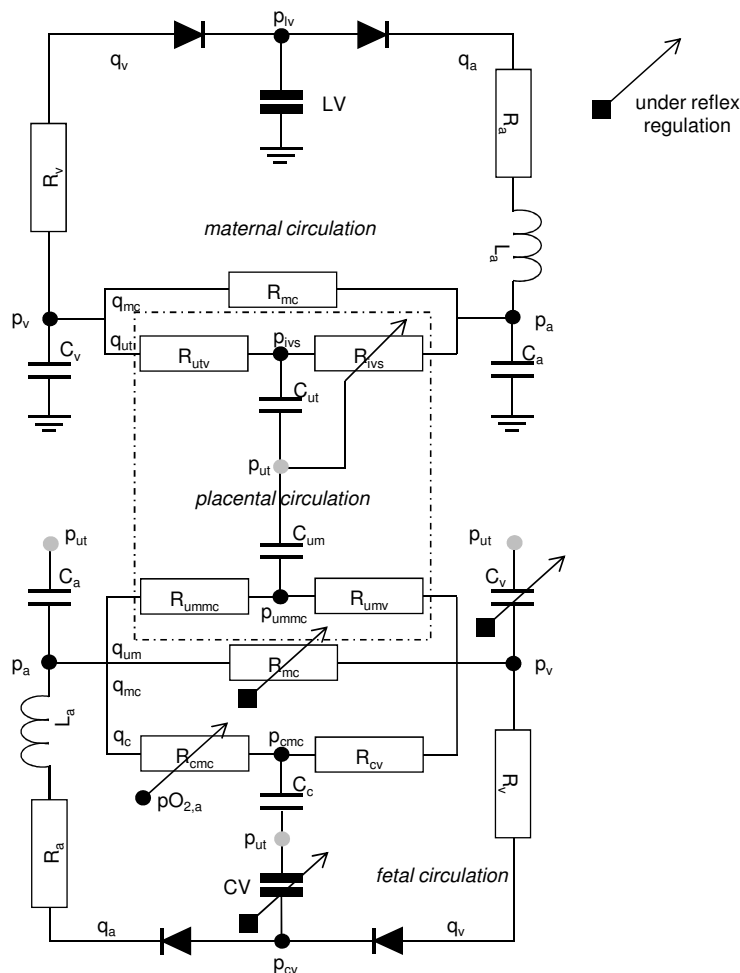 p_lv
q_v
q_a
LV
under reflex
regulation
R_v
R_a
maternal circulation
L_a
q_mc
R_mc
p_v
p_a
q_ut
p_ivs
C_v
R_utv
R_ivs
C_a
C_ut
p_ut
placental circulation
p_ut
C_um
p_ut
C_a
C_v
R_ummc
R_umv
p_ummc
q_um
p_a
R_mc
p_v
q_mc
L_a
q_c
p_cmc
R_cmc
R_cv
C_c
R_v
pO_2,a
p_ut
R_a
CV
fetal circulation
q_a
q_v
p_cv